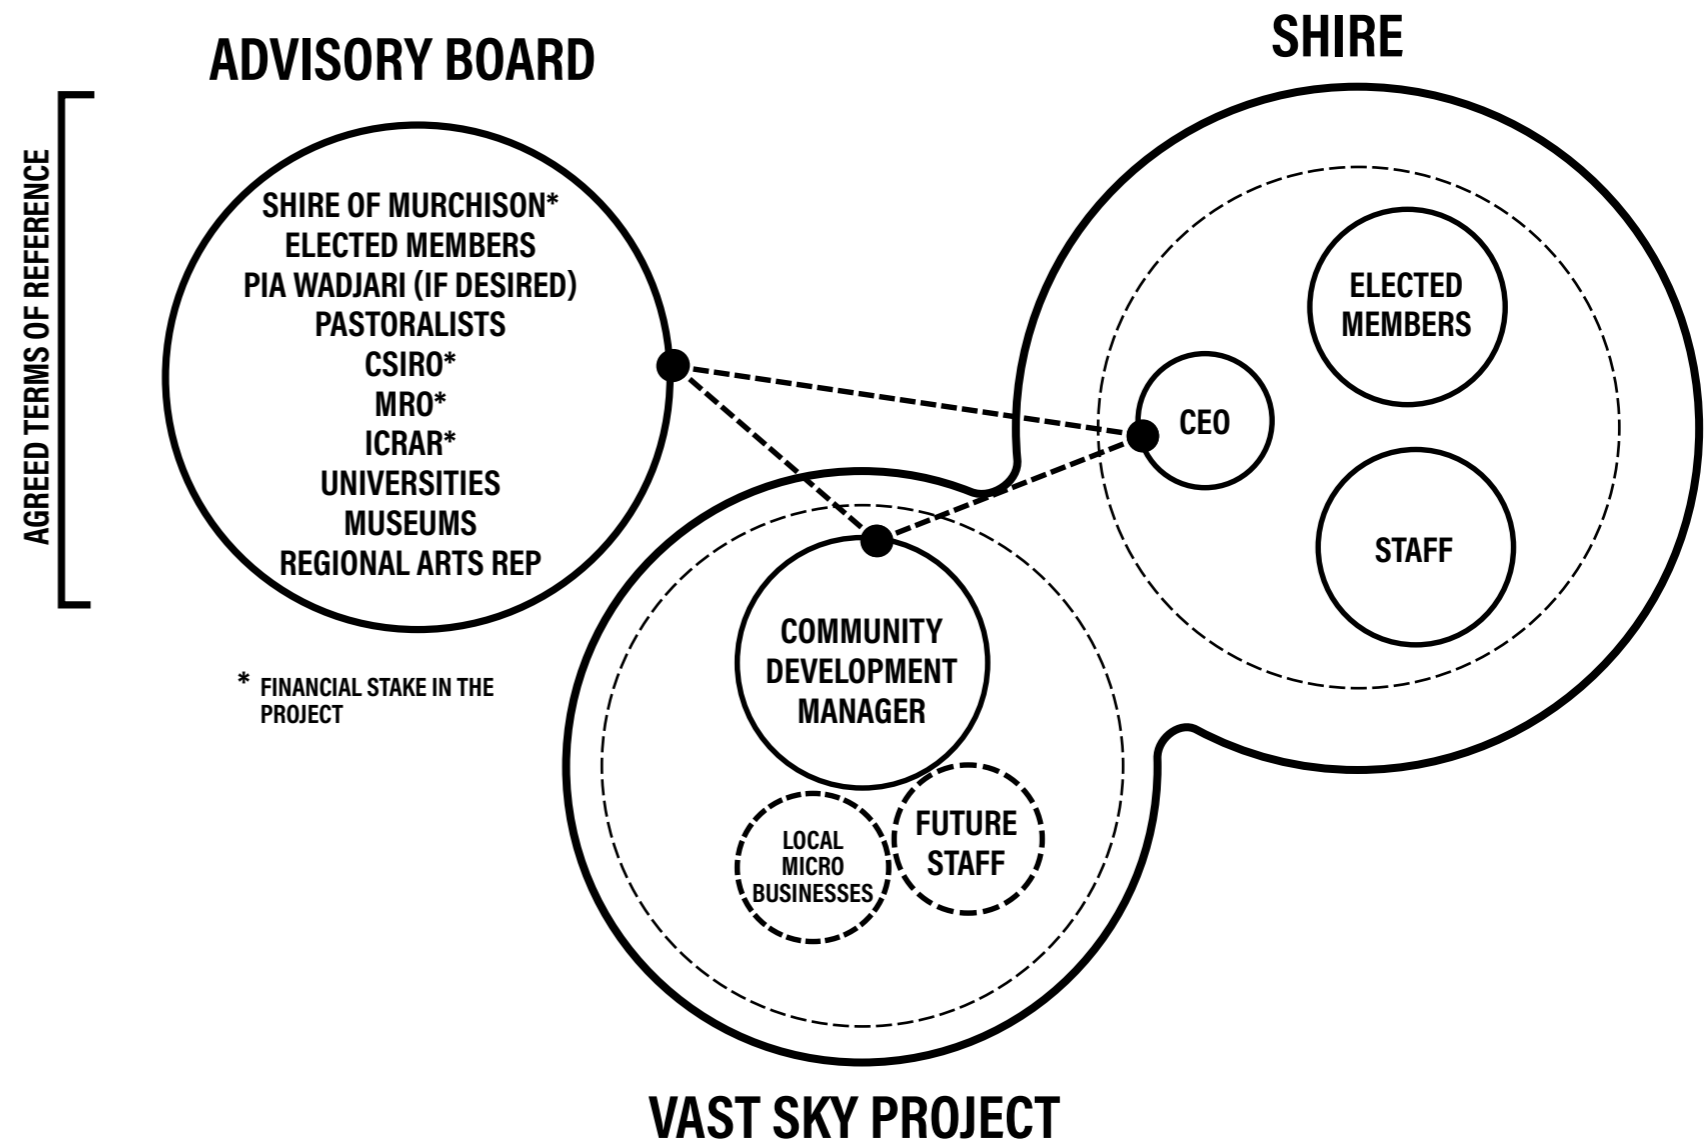 ADVISORY BOARD
SHIRE
AGREED TERMS OF REFERENCE
SHIRE OF MURCHISON*
ELECTED MEMBERS
PIA WADJARI (IF DESIRED)
PASTORALISTS
CSIRO*
MRO*
ICRAR*
UNIVERSITIES
MUSEUMS
REGIONAL ARTS REP
* FINANCIAL STAKE IN THE
PROJECT
ELECTED
MEMBERS
CEO
STAFF
COMMUNITY
DEVELOPMENT
MANAGER
LOCAL
MICRO
BUSINESSES
FUTURE
STAFF
VAST SKY PROJECT